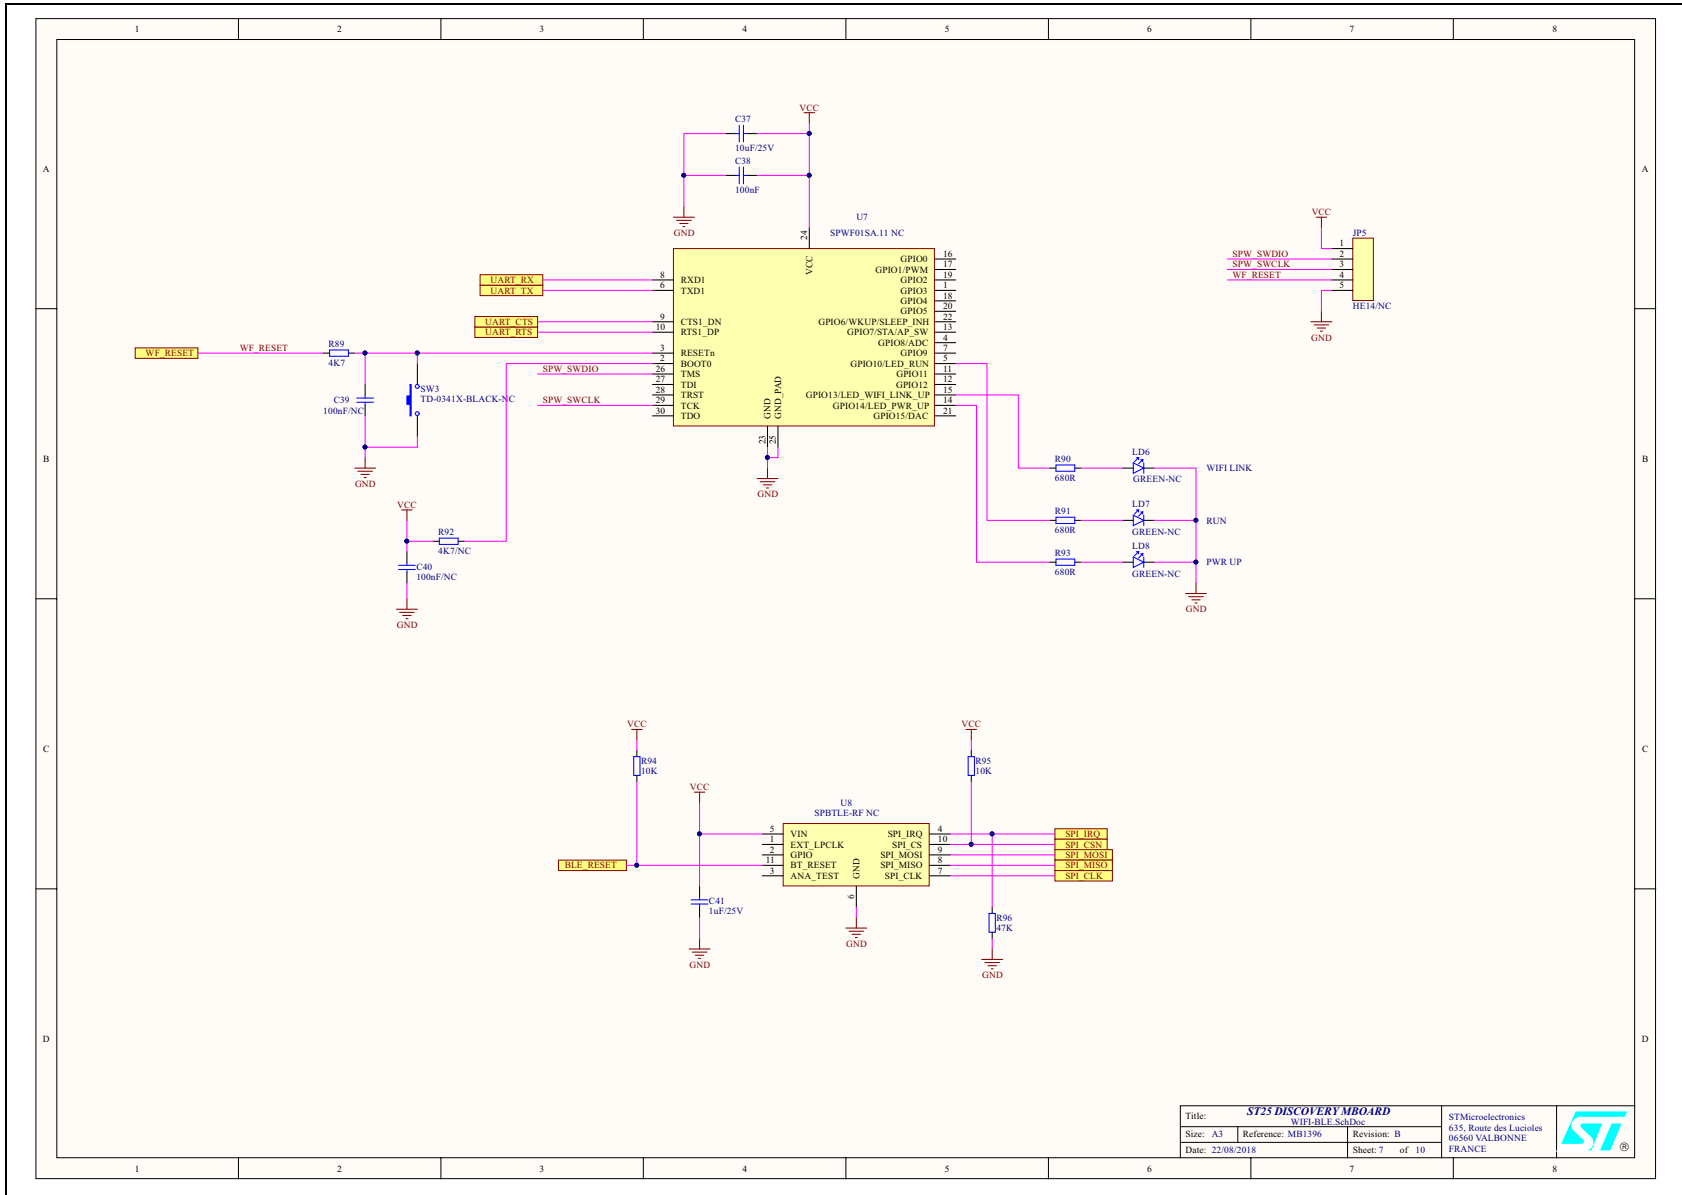 1 2 3 4 5 6 7 8
A
A
VCC
C37
10uF/25V
C38
100nF
GND
U7
SPWF01SA.11 NC
24
VCC
UART_RX
UART_TX
UART_CTS
UART_RTS
8 RXD1
6 TXD1
9 CTS1_DN
10 RTS1_DP
3 RESETn
2 BOOT0
26 TMS
27 TDI
28 TRST
29 TCK
30 TDO
GPIO0 16
GPIO1/PWM 17
GPIO2 19
GPIO3 1
GPIO4 18
GPIO5 20
GPIO6/WKUP/SLEEP_INH 22
GPIO7/STA/AP_SW 13
GPIO8/ADC 4
GPIO9 7
GPIO10/LED_RUN 5
GPIO11 11
GPIO12 12
GPIO13/LED_WIFI_LINK_UP 15
GPIO14/LED_PWR_UP 14
GPIO15/DAC 21
GND
GND_PAD
23
25
GND
SPW_SWDIO
SPW_SWCLK
WF_RESET
WF_RESET
R89
4K7
C39
100nF/NC
SW3
TD-0341X-BLACK-NC
GND
VCC
R92
4K7/NC
C40
100nF/NC
GND
VCC
JP5
SPW_SWDIO
SPW_SWCLK
WF_RESET
1
2
3
4
5
HE14/NC
GND
B
B
R90
680R
LD6
GREEN-NC
WIFI LINK
R91
680R
LD7
GREEN-NC
RUN
R93
680R
LD8
GREEN-NC
PWR UP
GND
C
C
VCC
R94
10K
VCC
VCC
R95
10K
U8
SPBTLE-RF NC
BLE_RESET
5 VIN
1 EXT_LPCLK
2 GPIO
11 BT_RESET
3 ANA_TEST
GND
6
SPI_IRQ 4
SPI_CS 10
SPI_MOSI 9
SPI_MISO 8
SPI_CLK 7
SPI_IRQ
SPI_CSN
SPI_MOSI
SPI_MISO
SPI_CLK
C41
1uF/25V
GND
GND
R96
47K
GND
D
D
Title: ST25 DISCOVERY MBOARD
WIFI-BLE.SchDoc
Size: A3 Reference: MB1396 Revision: B
Date: 22/08/2018 Sheet: 7 of 10
STMicroelectronics
635, Route des Lucioles
06560 VALBONNE
FRANCE
ST ®
1 2 3 4 5 6 7 8